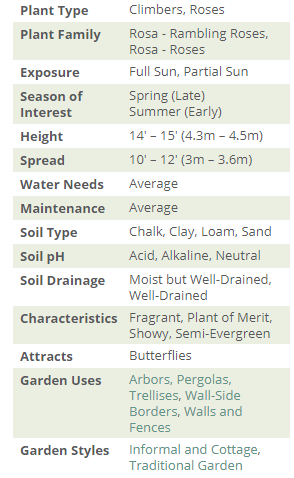 Plant Type Climbers, Roses
Plant Family Rosa - Rambling Roses,
Rosa - Roses
Exposure Full Sun, Partial Sun
Season of Spring (Late)
Interest Summer (Early)
Height 14' – 15' (4.3m – 4.5m)
Spread 10' – 12' (3m – 3.6m)
Water Needs Average
Maintenance Average
Soil Type Chalk, Clay, Loam, Sand
Soil pH Acid, Alkaline, Neutral
Soil Drainage Moist but Well-Drained,
Well-Drained
Characteristics Fragrant, Plant of Merit,
Showy, Semi-Evergreen
Attracts Butterflies
Garden Uses Arbors, Pergolas,
Trellises, Wall-Side
Borders, Walls and
Fences
Garden Styles Informal and Cottage,
Traditional Garden